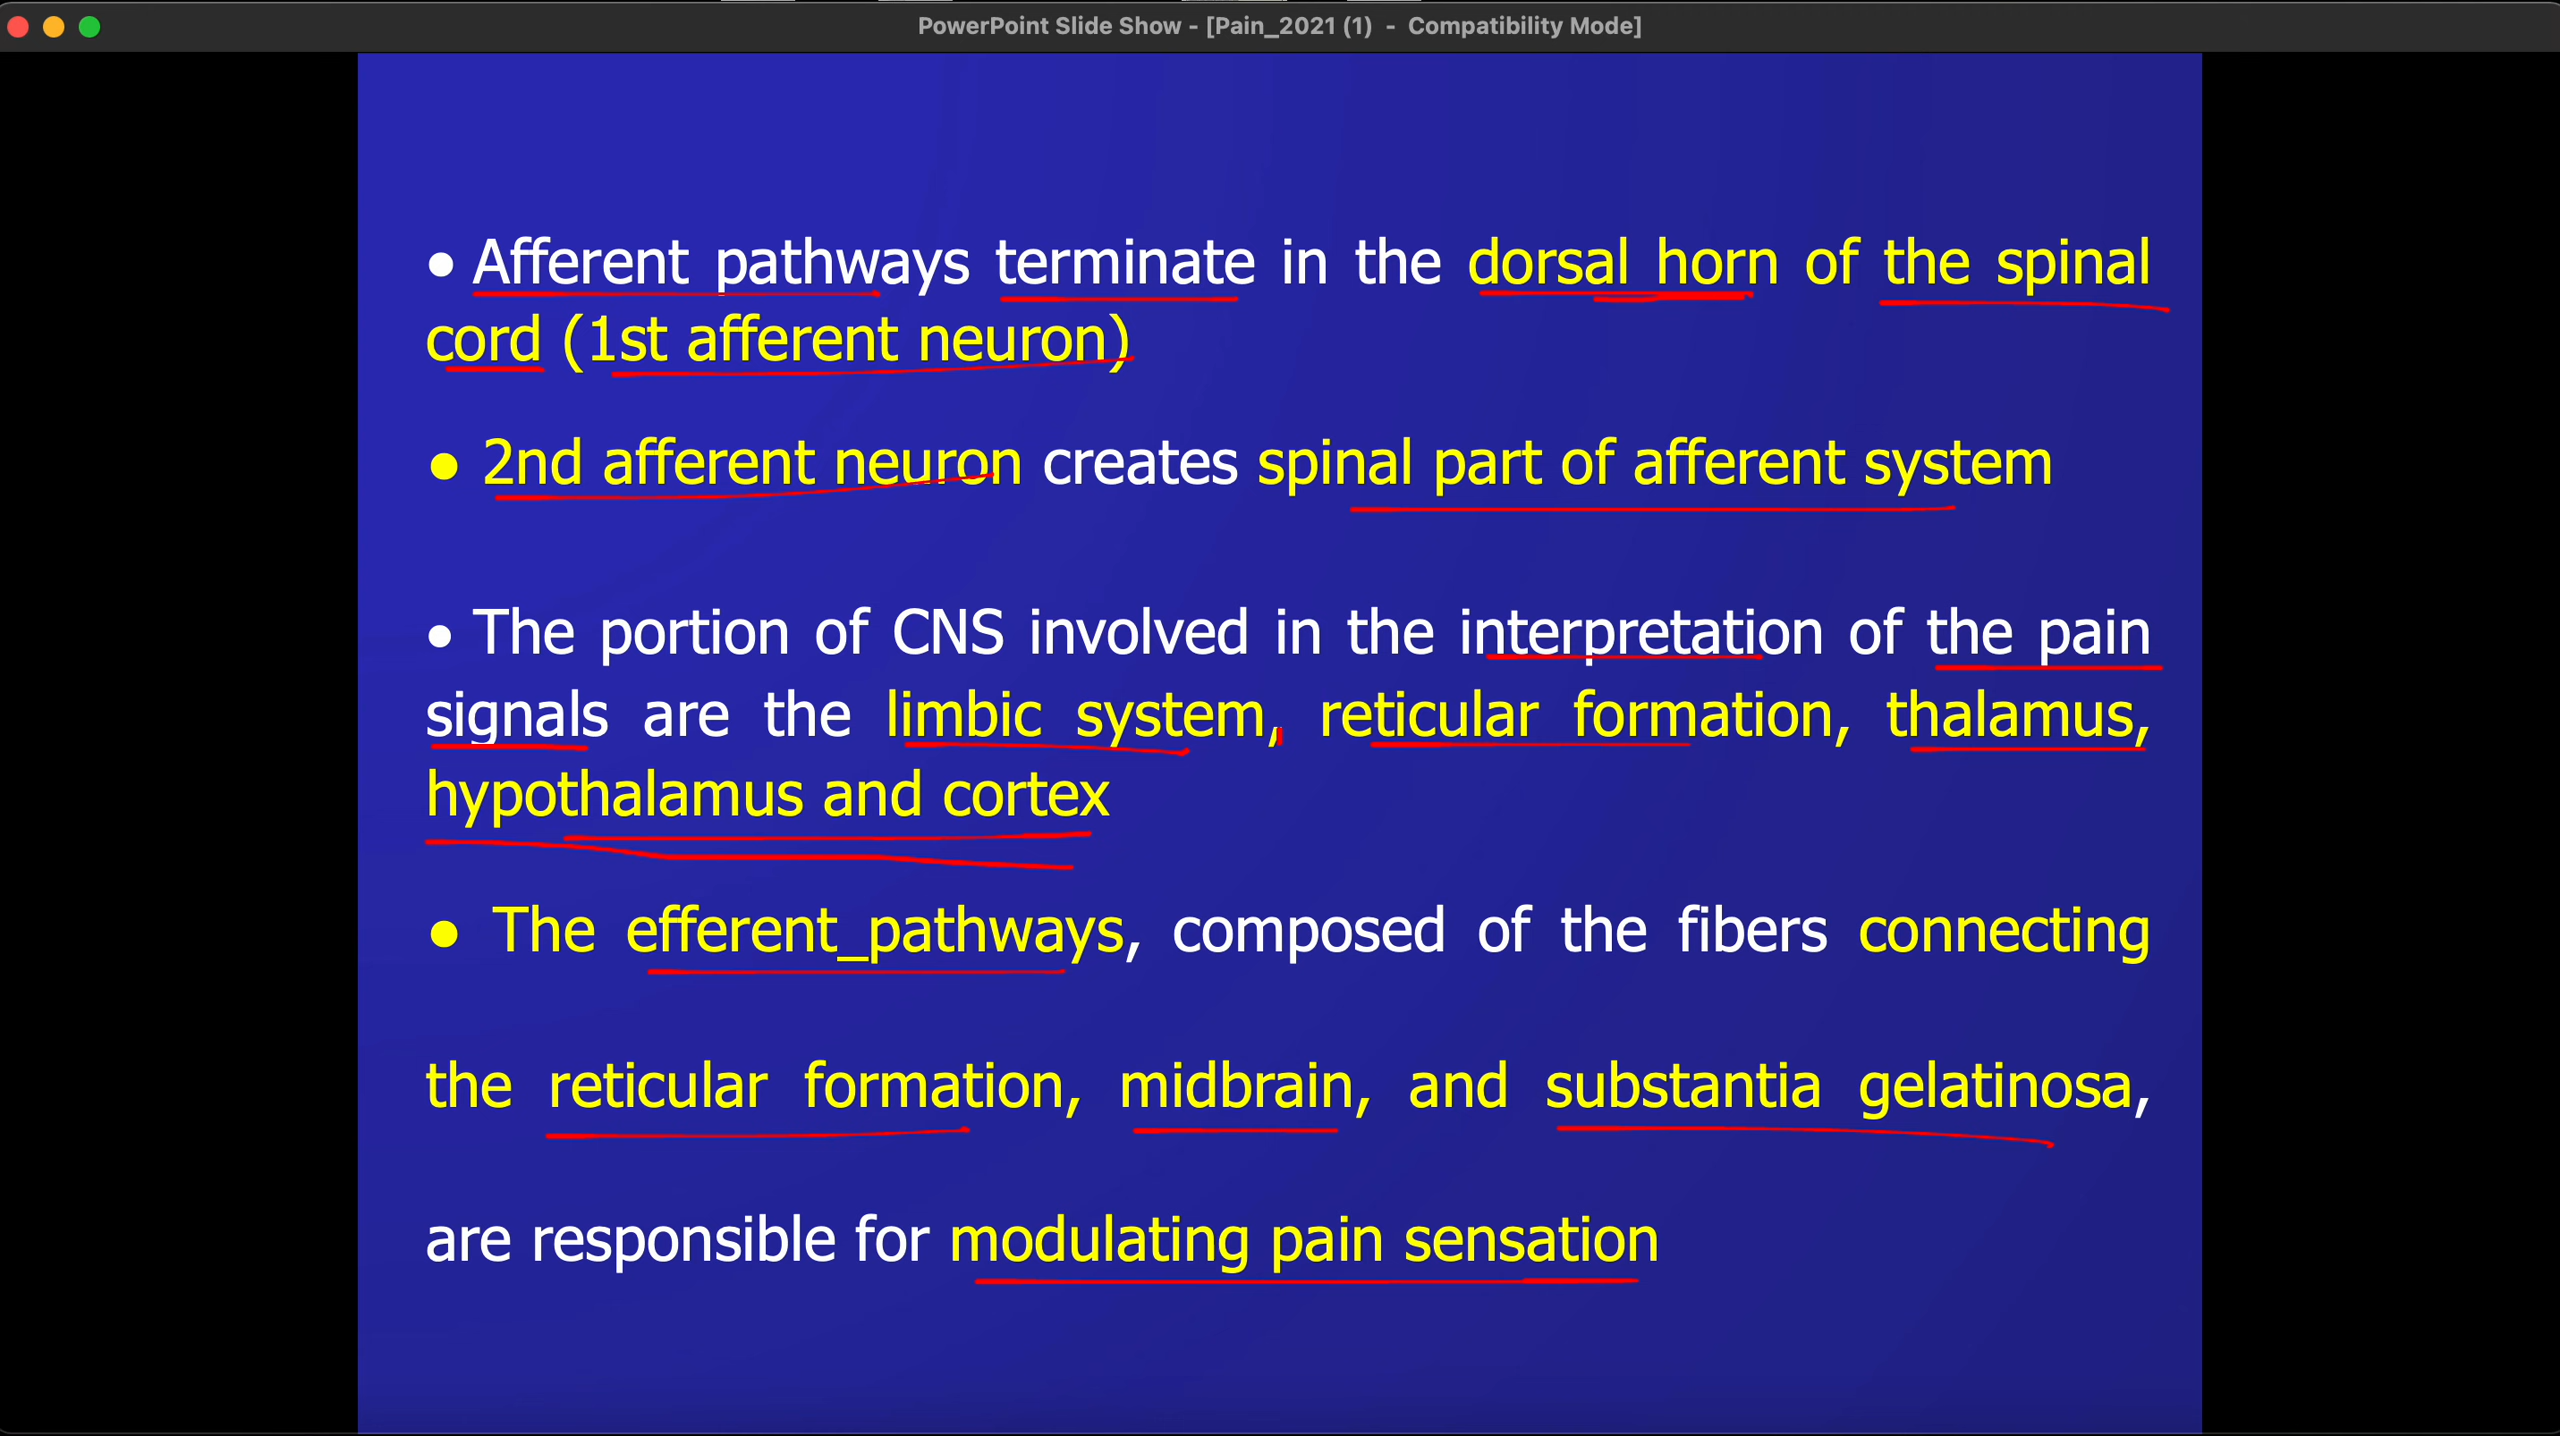 PowerPoint Slide Show - [Pain_2021 (1)  -  Compatibility Mode]
● Afferent pathways terminate in the dorsal horn of the spinal
cord (1st afferent neuron)
● 2nd afferent neuron creates spinal part of afferent system
● The portion of CNS involved in the interpretation of the pain
signals are the limbic system, reticular formation, thalamus,
hypothalamus and cortex
● The efferent_pathways, composed of the fibers connecting
the reticular formation, midbrain, and substantia gelatinosa,
are responsible for modulating pain sensation